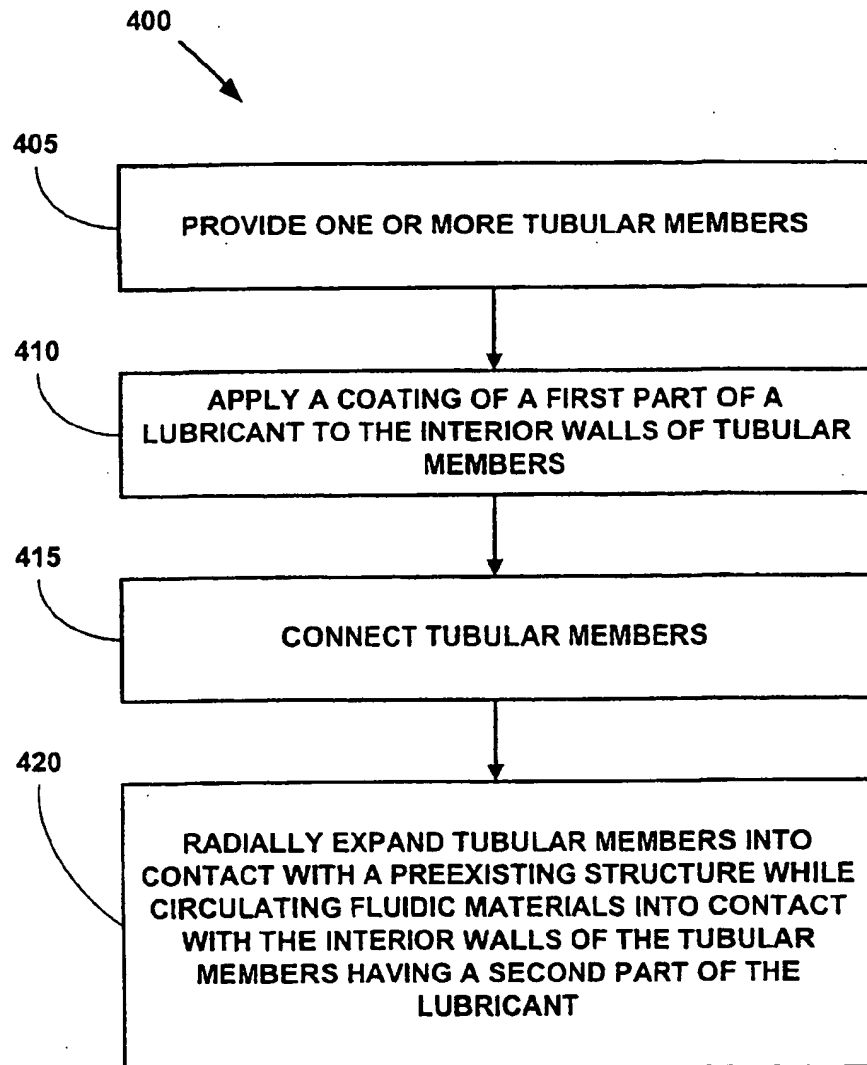 400
405
PROVIDE ONE OR MORE TUBULAR MEMBERS
410
APPLY A COATING OF A FIRST PART OF A
LUBRICANT TO THE INTERIOR WALLS OF TUBULAR
MEMBERS
415
CONNECT TUBULAR MEMBERS
420
RADIALLY EXPAND TUBULAR MEMBERS INTO
CONTACT WITH A PREEXISTING STRUCTURE WHILE
CIRCULATING FLUIDIC MATERIALS INTO CONTACT
WITH THE INTERIOR WALLS OF THE TUBULAR
MEMBERS HAVING A SECOND PART OF THE
LUBRICANT